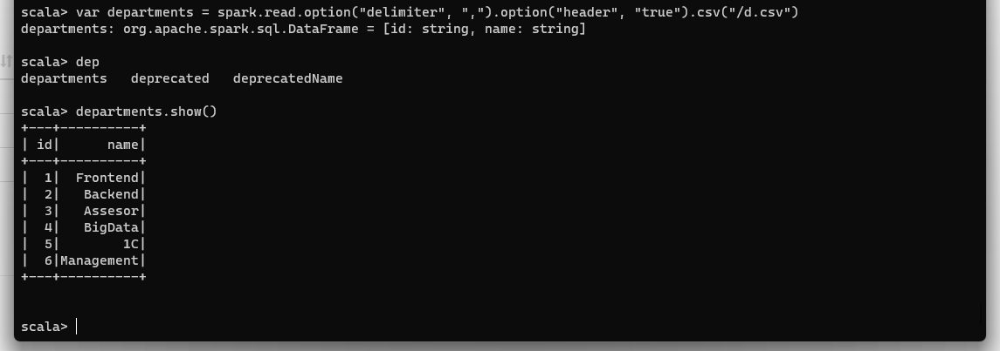 scala> var departments = spark.read.option("delimiter", ",").option("header", "true").csv("/d.csv")
departments: org.apache.spark.sql.DataFrame = [id: string, name: string]
scala> dep
departments   deprecated   deprecatedName
scala> departments.show()
+---+----------+
| id|      name|
+---+----------+
|  1|  Frontend|
|  2|   Backend|
|  3|   Assesor|
|  4|   BigData|
|  5|        1C|
|  6|Management|
+---+----------+
scala>